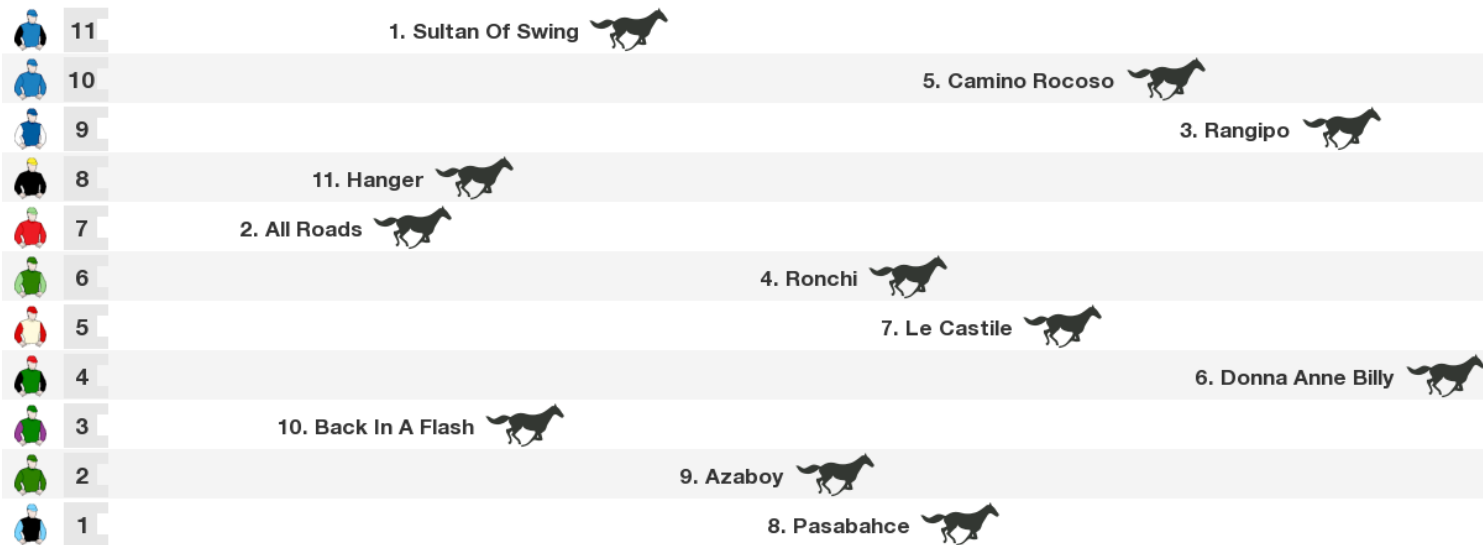 11 1. Sultan Of Swing
10 5. Camino Rocoso
9 3. Rangipo
8 11. Hanger
7 2. All Roads
6 4. Ronchi
5 7. Le Castile
4 6. Donna Anne Billy
3 10. Back In A Flash
2 9. Azaboy
1 8. Pasabahce